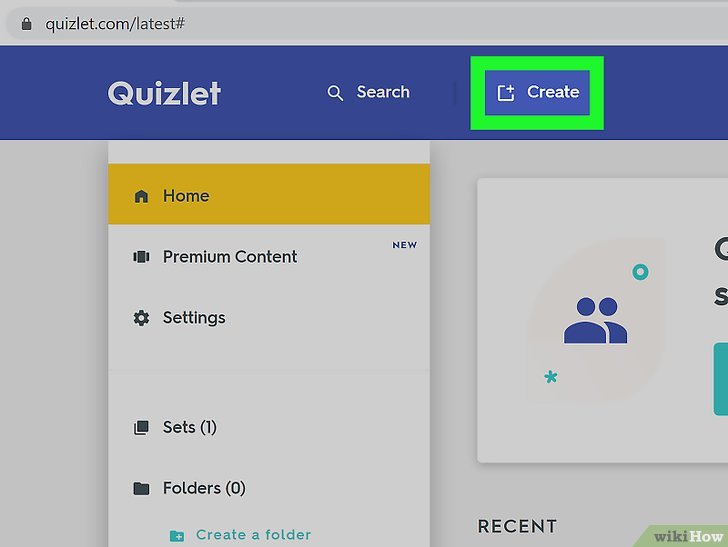 quizlet.com/latest#
Quizlet
Search
Create
Home
Premium Content
NEW
Settings
Sets (1)
Folders (0)
Create a folder
RECENT
wikiHow